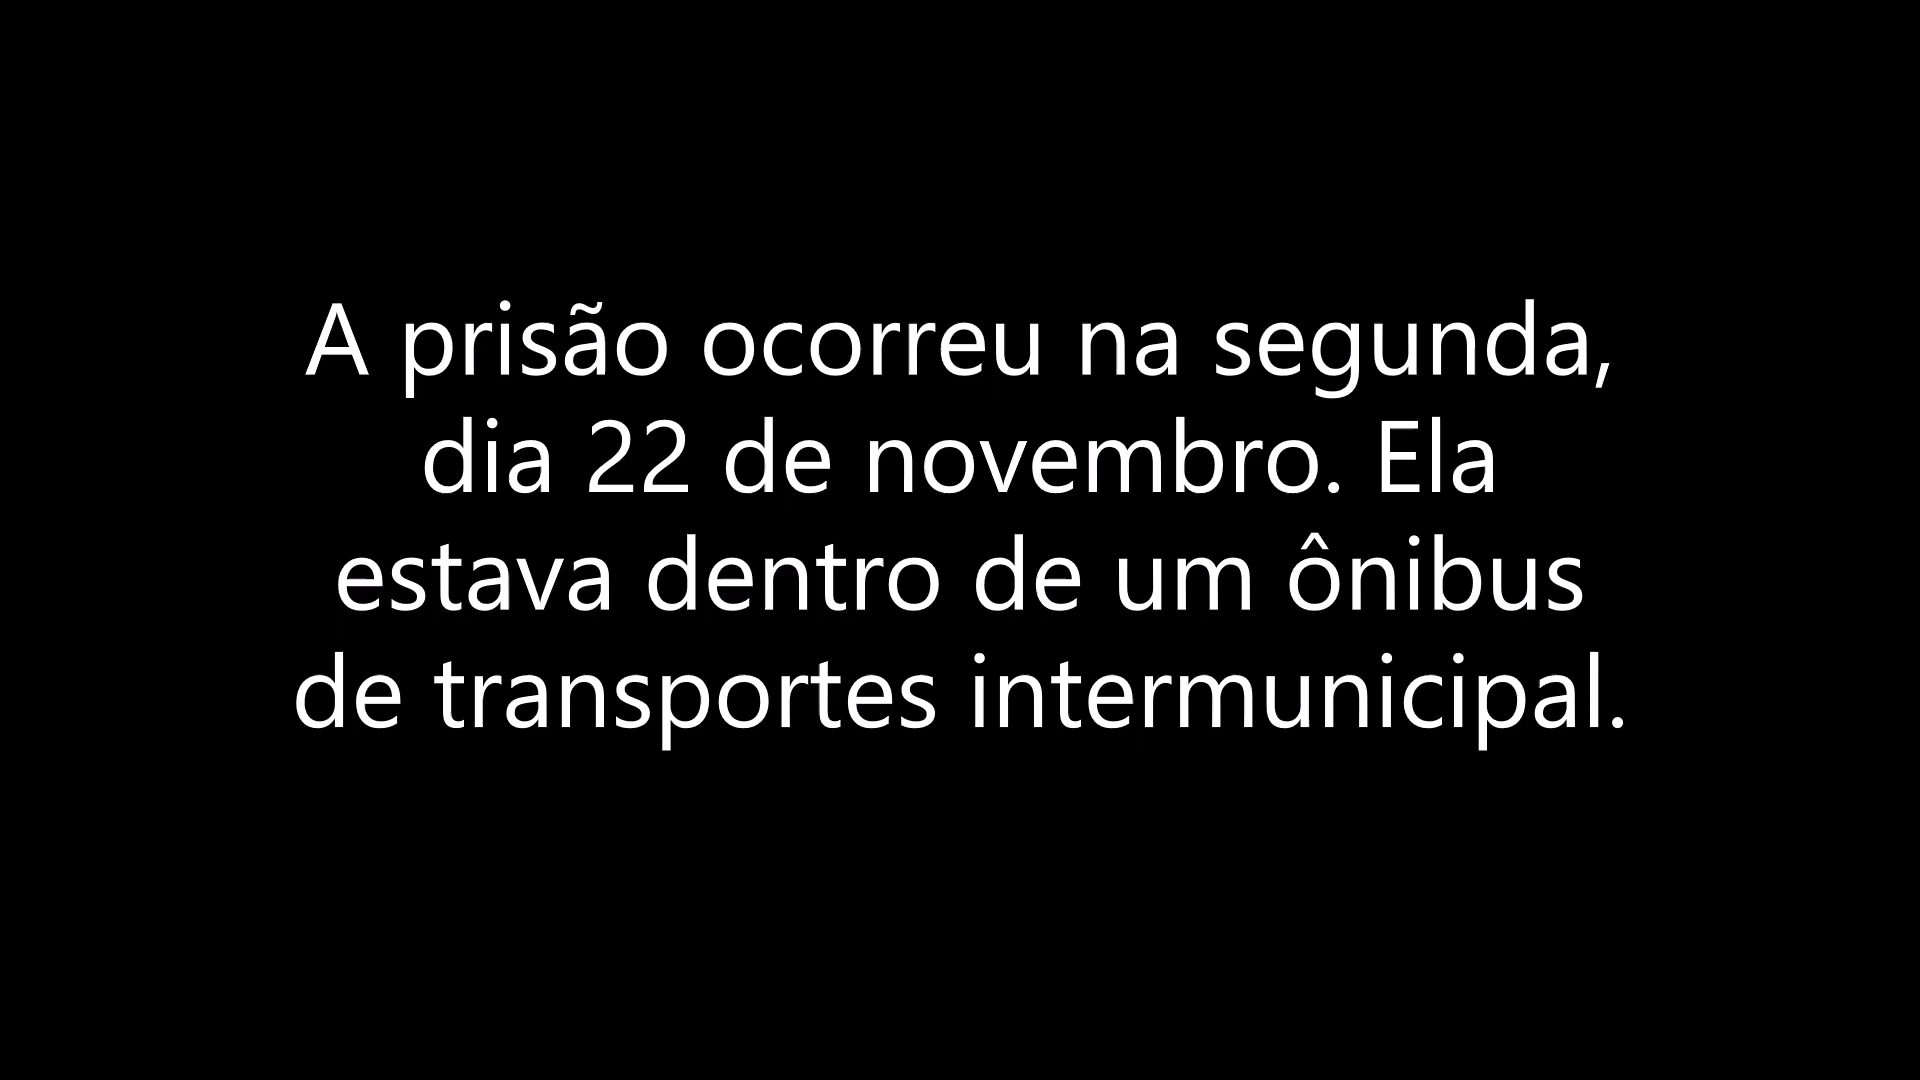 A prisão ocorreu na segunda,
dia 22 de novembro. Ela
estava dentro de um ônibus
de transportes intermunicipal.